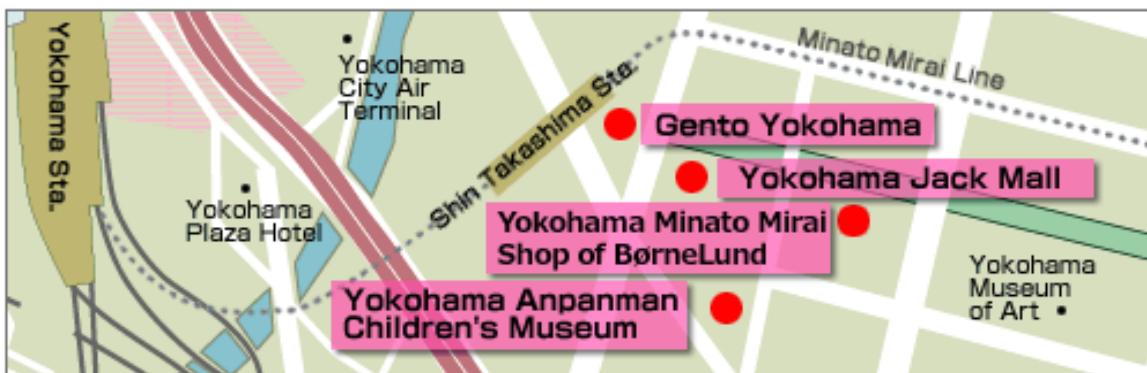 Yokohama Sta.
Yokohama
City Air
Terminal
Yokohama
Plaza Hotel
Shin Takashima Sta.
Minato Mirai Line
Gento Yokohama
Yokohama Jack Mall
Yokohama Minato Mirai
Shop of BørneLund
Yokohama Anpanman
Children's Museum
Yokohama
Museum
of Art